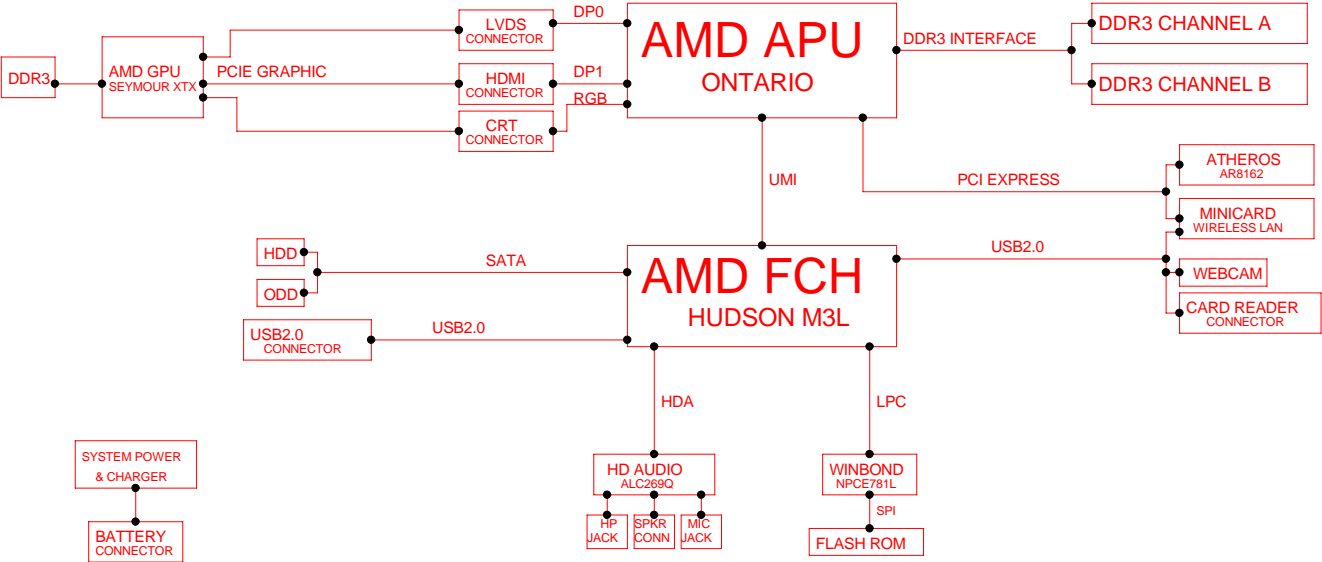 DP0
LVDS
CONNECTOR
AMD APU
ONTARIO
DDR3 INTERFACE
DDR3 CHANNEL A
DDR3 CHANNEL B
DDR3
AMD GPU
SEYMOUR XTX
PCIE GRAPHIC
HDMI
CONNECTOR
DP1
RGB
CRT
CONNECTOR
UMI
PCI EXPRESS
ATHEROS
AR8162
MINICARD
WIRELESS LAN
USB2.0
WEBCAM
CARD READER
CONNECTOR
HDD
ODD
SATA
AMD FCH
HUDSON M3L
USB2.0
CONNECTOR
USB2.0
HDA
LPC
SYSTEM POWER
& CHARGER
BATTERY
CONNECTOR
HD AUDIO
ALC269Q
HP
JACK
SPKR
CONN
MIC
JACK
WINBOND
NPCE781L
SPI
FLASH ROM